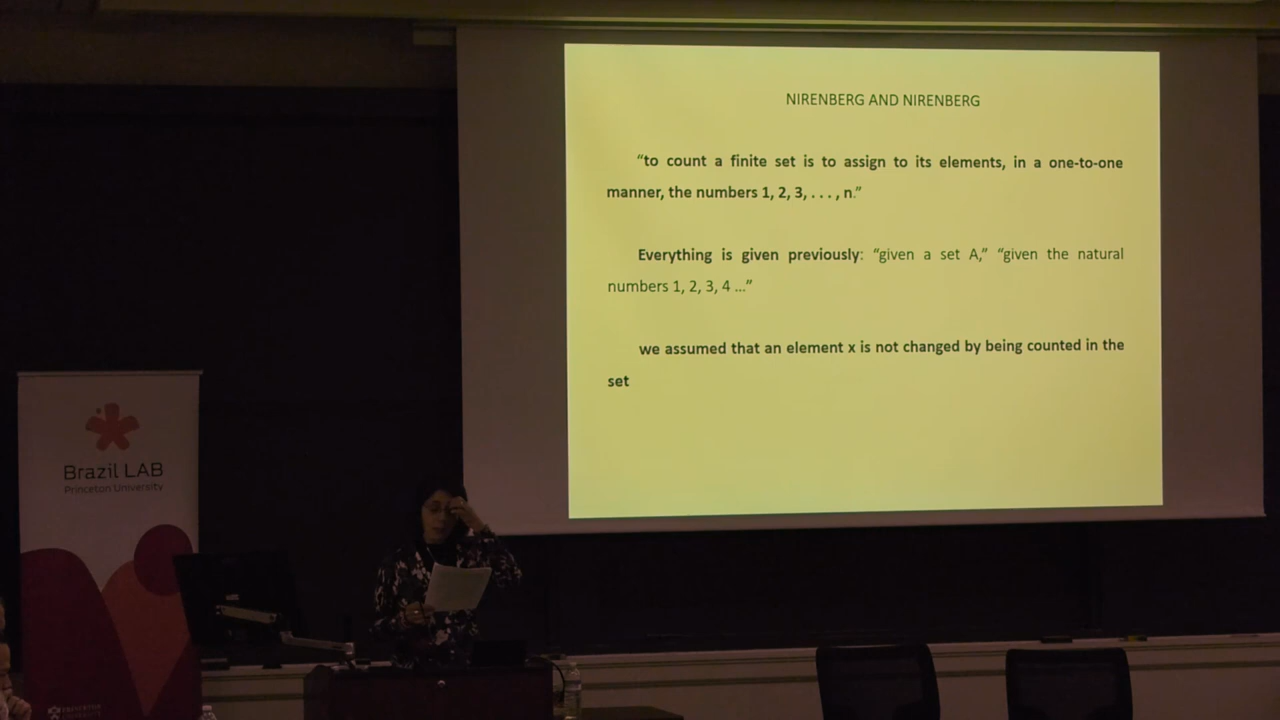 NIRENBERG AND NIRENBERG
“to count a finite set is to assign to its elements, in a one-to-one
manner, the numbers 1, 2, 3, . . . , n.”
Everything is given previously: “given a set A,” “given the natural
numbers 1, 2, 3, 4 ...”
we assumed that an element x is not changed by being counted in the
set
Brazil LAB
Princeton University